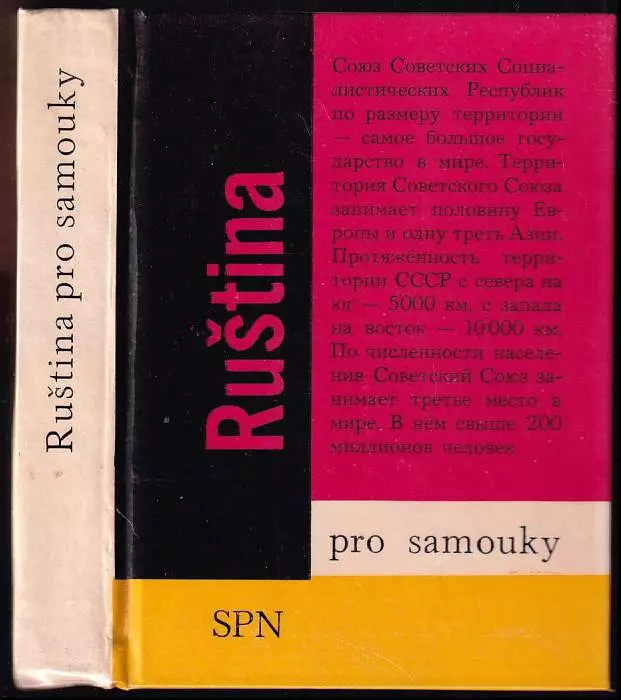 Ruština pro samouky
Ruština
Союз Советских Социа-
листических Республик
по размеру территории
— самое большое госу-
дарство в мире. Терри-
тория Советского Союза
занимает половину Ев-
ропы и одну треть Азии.
Протяжённость терри-
тории СССР с севера на
юг — 5000 км, с запада
на восток — 10000 км.
По численности населе-
ния Советский Союз за-
нимает третье место в
мире. В нём свыше 200
миллионов человек
pro samouky
SPN